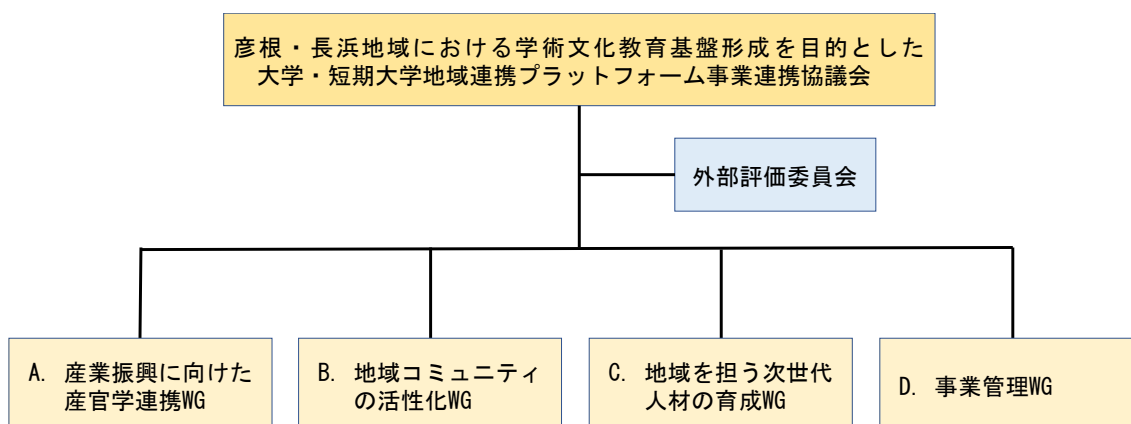 彦根・長浜地域における学術文化教育基盤形成を目的とした
大学・短期大学地域連携プラットフォーム事業連携協議会
外部評価委員会
A. 産業振興に向けた
産官学連携WG
B. 地域コミュニティ
の活性化WG
C. 地域を担う次世代
人材の育成WG
D. 事業管理WG